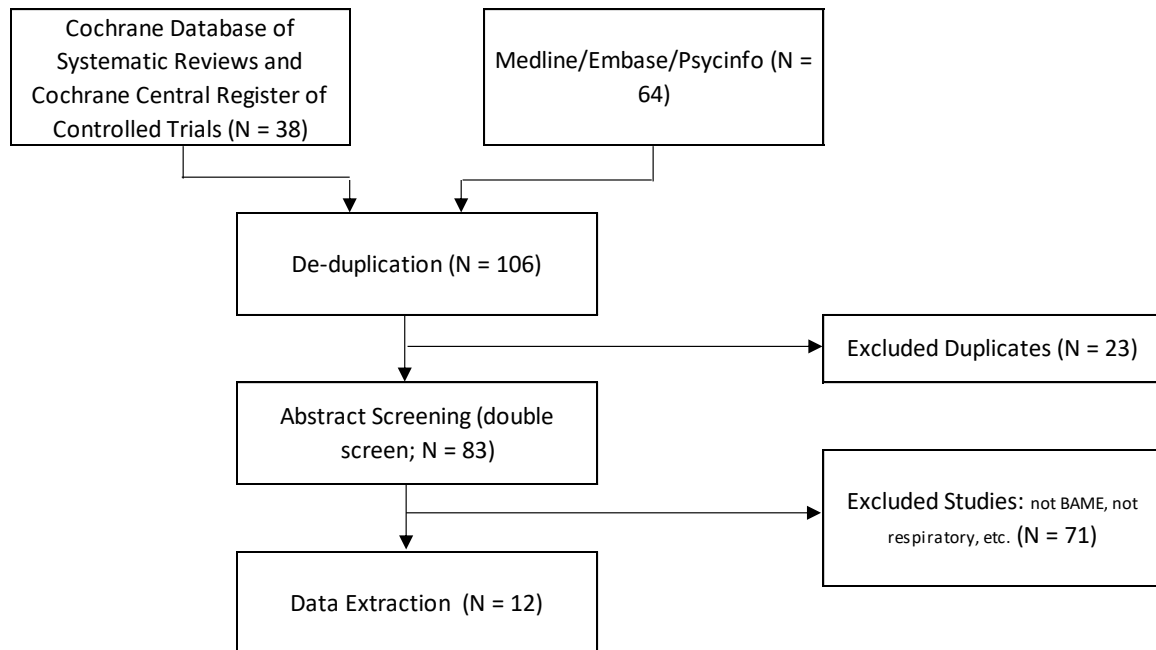 Cochrane Database of
Systematic Reviews and
Cochrane Central Register of
Controlled Trials (N = 38)
Medline/Embase/Psycinfo (N =
64)
De-duplication (N = 106)
Excluded Duplicates (N = 23)
Abstract Screening (double
screen; N = 83)
Excluded Studies: not BAME, not
respiratory, etc. (N = 71)
Data Extraction (N = 12)